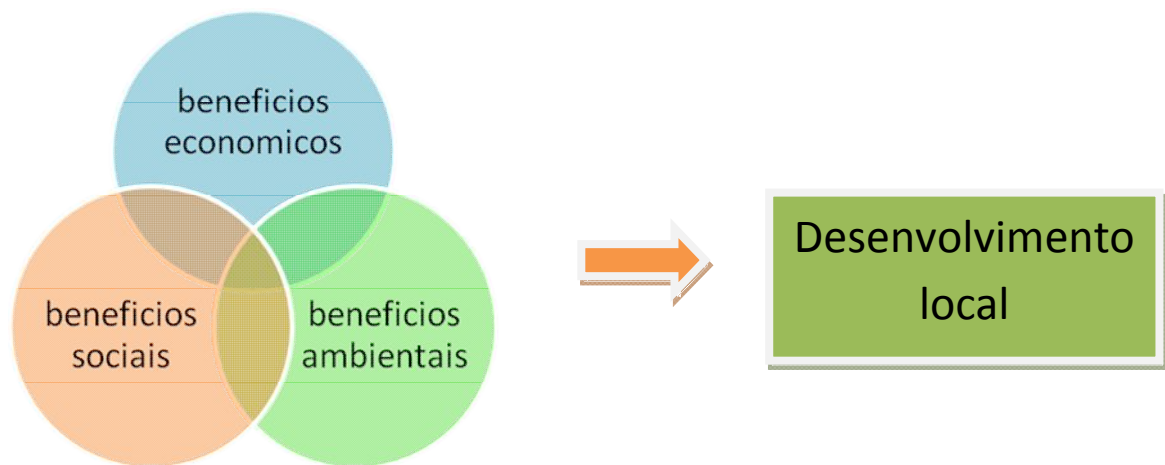 beneficios
economicos
beneficios
sociais
beneficios
ambientais
Desenvolvimento
local